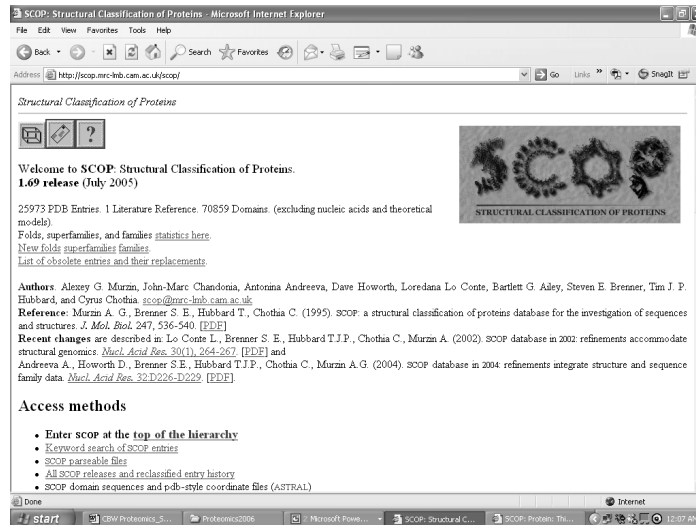 SCOP: Structural Classification of Proteins - Microsoft Internet Explorer
File Edit View Favorites Tools Help
Back Search Favorites
Address http://scop.mrc-lmb.cam.ac.uk/scop/ Go Links » SnagIt
Structural Classification of Proteins
?
Welcome to SCOP: Structural Classification of Proteins.
1.69 release (July 2005)
SCOP
STRUCTURAL CLASSIFICATION OF PROTEINS
25973 PDB Entries. 1 Literature Reference. 70859 Domains. (excluding nucleic acids and theoretical
models).
Folds, superfamilies, and families statistics here.
New folds superfamilies families.
List of obsolete entries and their replacements.
Authors. Alexey G. Murzin, John-Marc Chandonia, Antonina Andreeva, Dave Howorth, Loredana Lo Conte, Bartlett G. Ailey, Steven E. Brenner, Tim J. P.
Hubbard, and Cyrus Chothia. scop@mrc-lmb.cam.ac.uk
Reference: Murzin A. G., Brenner S. E., Hubbard T., Chothia C. (1995). SCOP: a structural classification of proteins database for the investigation of sequences
and structures. J. Mol. Biol. 247, 536-540. [PDF]
Recent changes are described in: Lo Conte L., Brenner S. E., Hubbard T.J.P., Chothia C., Murzin A. (2002). SCOP database in 2002: refinements accommodate
structural genomics. Nucl. Acid Res. 30(1), 264-267. [PDF] and
Andreeva A., Howorth D., Brenner S.E., Hubbard T.J.P., Chothia C., Murzin A.G. (2004). SCOP database in 2004: refinements integrate structure and sequence
family data. Nucl. Acid Res. 32:D226-D229. [PDF].
Access methods
• Enter SCOP at the top of the hierarchy
• Keyword search of SCOP entries
• SCOP parseable files
• All SCOP releases and reclassified entry history
• SCOP domain sequences and pdb-style coordinate files (ASTRAL)
Done Internet
start CBW Proteomics_S... Proteomics2006 2 Microsoft Powe... SCOP: Structural C... SCOP: Protein: Thi... 12:07